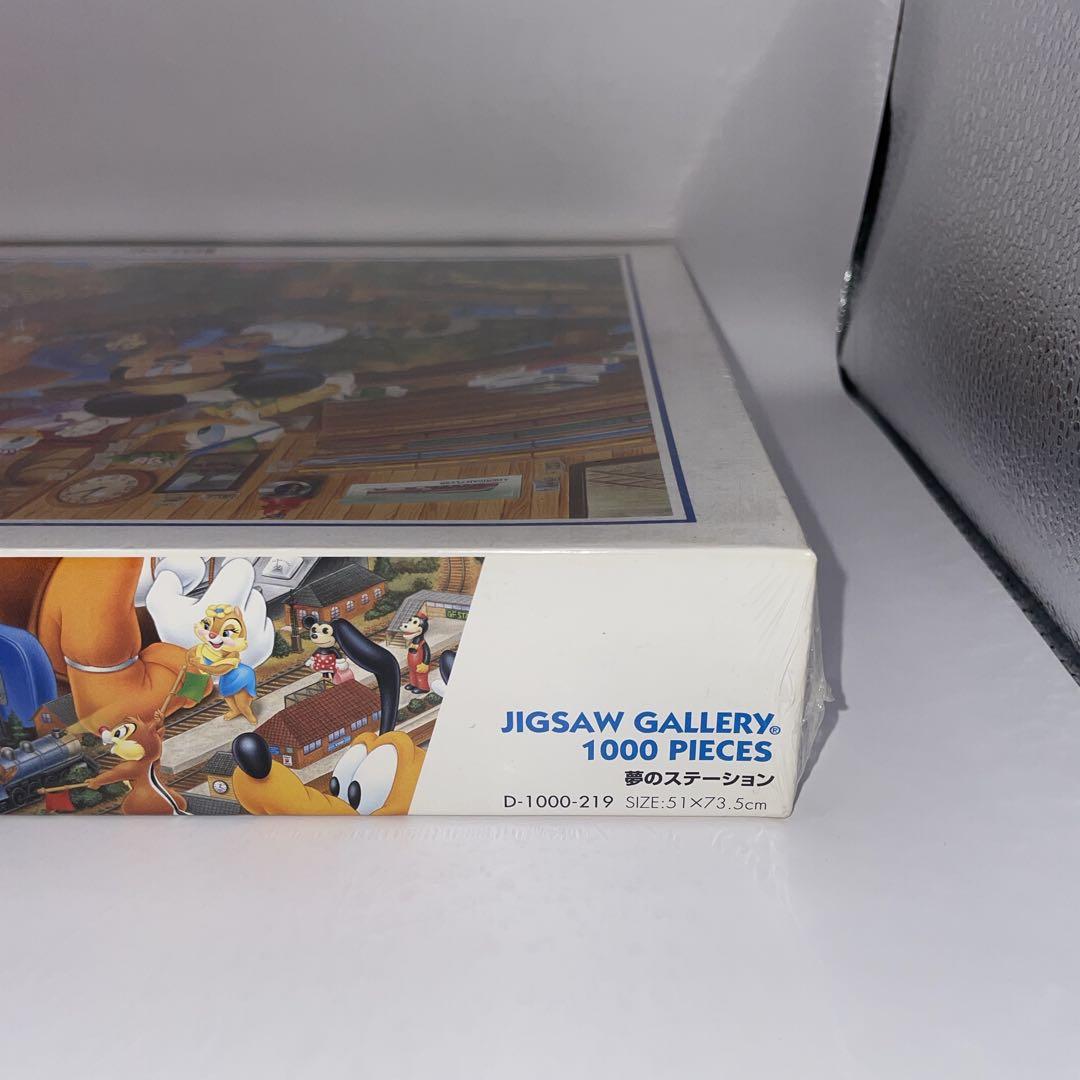 JIGSAW GALLERY®
1000 PIECES
夢のステーション
D-1000-219 SIZE:51×73.5cm